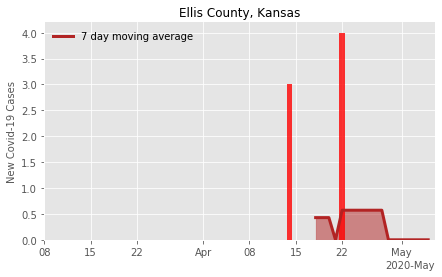 Ellis County, Kansas
7 day moving average
New Covid-19 Cases
4.0
3.5
3.0
2.5
2.0
1.5
1.0
0.5
0.0
08 15 22 Apr 08 15 22 May
2020-May